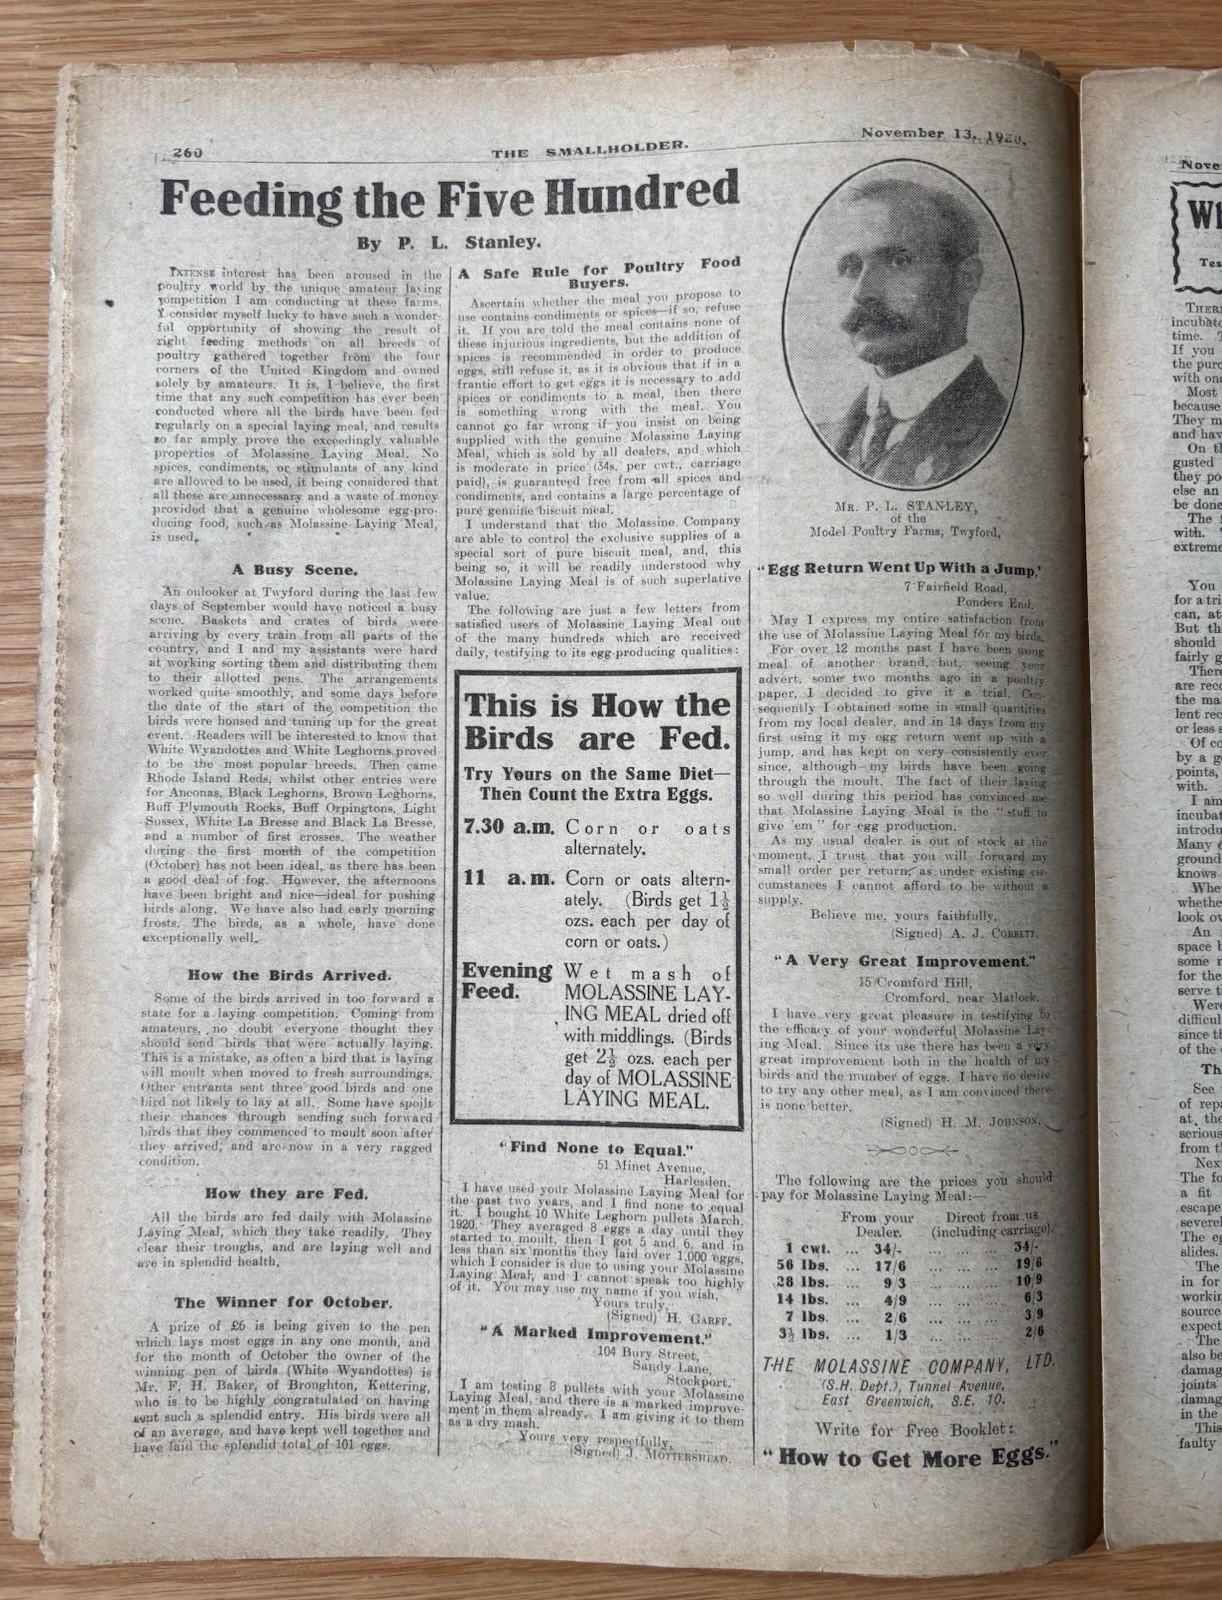 260
THE SMALLHOLDER.
November 13, 1920.
Feeding the Five Hundred
By P. L. Stanley.
INTENSE interest has been aroused in the
poultry world by the unique amateur laying
competition I am conducting at these farms.
I consider myself lucky to have such a wonder-
ful opportunity of showing the result of
right feeding methods on all breeds of
poultry gathered together from the four
corners of the United Kingdom and owned
solely by amateurs. It is, I believe, the first
time that any such competition has ever been
conducted where all the birds have been fed
regularly on a special laying meal, and results
so far amply prove the exceedingly valuable
properties of Molassine Laying Meal. No
spices, condiments, or stimulants of any kind
are allowed to be used, it being considered that
all these are unnecessary and a waste of money
provided that a genuine wholesome egg-pro-
ducing food, such as Molassine Laying Meal,
is used.
A Busy Scene.
An onlooker at Twyford during the last few
days of September would have noticed a busy
scene. Baskets and crates of birds were
arriving by every train from all parts of the
country, and I and my assistants were hard
at working sorting them and distributing them
to their allotted pens. The arrangements
worked quite smoothly, and some days before
the date of the start of the competition the
birds were housed and tuning up for the great
event. Readers will be interested to know that
White Wyandottes and White Leghorns proved
to be the most popular breeds. Then came
Rhode Island Reds, whilst other entries were
for Anconas, Black Leghorns, Brown Leghorns,
Buff Plymouth Rocks, Buff Orpingtons, Light
Sussex, White La Bresse and Black La Bresse,
and a number of first crosses. The weather
during the first month of the competition
(October) has not been ideal, as there has been
a good deal of fog. However, the afternoons
have been bright and nice—ideal for pushing
birds along. We have also had early morning
frosts. The birds, as a whole, have done
exceptionally well.
How the Birds Arrived.
Some of the birds arrived in too forward a
state for a laying competition. Coming from
amateurs, no doubt everyone thought they
should send birds that were actually laying.
This is a mistake, as often a bird that is laying
will moult when moved to fresh surroundings.
Other entrants sent three good birds and one
bird not likely to lay at all. Some have spoilt
their chances through sending such forward
birds that they commenced to moult soon after
they arrived, and are now in a very ragged
condition.
How they are Fed.
All the birds are fed daily with Molassine
Laying Meal, which they take readily. They
clear their troughs, and are laying well and
are in splendid health.
The Winner for October.
A prize of £6 is being given to the pen
which lays most eggs in any one month, and
for the month of October the owner of the
winning pen of birds (White Wyandottes) is
Mr. F. H. Baker, of Broughton, Kettering,
who is to be highly congratulated on having
sent such a splendid entry. His birds were all
of an average, and have kept well together and
have laid the splendid total of 101 eggs.
A Safe Rule for Poultry Food
Buyers.
Ascertain whether the meal you propose to
use contains condiments or spices—if so, refuse
it. If you are told the meal contains none of
these injurious ingredients, but the addition of
spices is recommended in order to produce
eggs, still refuse it, as it is obvious that if in a
frantic effort to get eggs it is necessary to add
spices or condiments to a meal, then there
is something wrong with the meal. You
cannot go far wrong if you insist on being
supplied with the genuine Molassine Laying
Meal, which is sold by all dealers, and which
is moderate in price (34s. per cwt., carriage
paid), is guaranteed free from all spices and
condiments, and contains a large percentage of
pure genuine biscuit meal.
I understand that the Molassine Company
are able to control the exclusive supplies of a
special sort of pure biscuit meal, and, this
being so, it will be readily understood why
Molassine Laying Meal is of such superlative
value.
The following are just a few letters from
satisfied users of Molassine Laying Meal out
of the many hundreds which are received
daily, testifying to its egg-producing qualities:
This is How the
Birds are Fed.
Try Yours on the Same Diet—
Then Count the Extra Eggs.
7.30 a.m. Corn or oats
alternately.
11 a.m. Corn or oats altern-
ately. (Birds get 1½
ozs. each per day of
corn or oats.)
Evening Wet mash of
Feed. MOLASSINE LAY-
ING MEAL dried off
with middlings. (Birds
get 2½ ozs. each per
day of MOLASSINE
LAYING MEAL.
"Find None to Equal."
51 Minet Avenue,
Harlesden.
I have used your Molassine Laying Meal for
the past two years, and I find none to equal
it. I bought 10 White Leghorn pullets March,
1920. They averaged 8 eggs a day until they
started to moult, then I got 5 and 6, and in
less than six months they laid over 1,000 eggs,
which I consider is due to using your Molassine
Laying Meal, and I cannot speak too highly
of it. You may use my name if you wish.
Yours truly,
(Signed) H. GARFF.
"A Marked Improvement."
104 Bury Street,
Sandy Lane,
Stockport.
I am testing 8 pullets with your Molassine
Laying Meal, and there is a marked improve-
ment in them already. I am giving it to them
as a dry mash.
Yours very respectfully,
(Signed) J. MOTTERSHEAD.
MR. P. L. STANLEY,
of the
Model Poultry Farms, Twyford,
"Egg Return Went Up With a Jump."
7 Fairfield Road,
Ponders End.
May I express my entire satisfaction from
the use of Molassine Laying Meal for my birds.
For over 12 months past I have been using
meal of another brand, but, seeing your
advert. some two months ago in a poultry
paper, I decided to give it a trial. Con-
sequently I obtained some in small quantities
from my local dealer, and in 14 days from my
first using it my egg return went up with a
jump, and has kept on very consistently ever
since, although my birds have been going
through the moult. The fact of their laying
so well during this period has convinced me
that Molassine Laying Meal is the "stuff to
give 'em" for egg production.
As my usual dealer is out of stock at the
moment, I trust that you will forward my
small order per return, as under existing cir-
cumstances I cannot afford to be without a
supply.
Believe me, yours faithfully,
(Signed) A. J. CORBETT.
"A Very Great Improvement."
15 Cromford Hill,
Cromford, near Matlock.
I have very great pleasure in testifying to
the efficacy of your wonderful Molassine Lay-
ing Meal. Since its use there has been a very
great improvement both in the health of my
birds and the number of eggs. I have no desire
to try any other meal, as I am convinced there
is none better.
(Signed) H. M. JOHNSON.
The following are the prices you should
pay for Molassine Laying Meal:—
From your Direct from us
Dealer. (including carriage).
1 cwt. ... 34/- ... ... ... 34/-
56 lbs. ... 17/6 ... ... ... 19/6
28 lbs. ... 9/3 ... ... ... 10/9
14 lbs. ... 4/9 ... ... ... 6/3
7 lbs. ... 2/6 ... ... ... 3/9
3½ lbs. ... 1/3 ... ... ... 2/6
THE MOLASSINE COMPANY, LTD.
(S.H. Dept.), Tunnel Avenue,
East Greenwich, S.E. 10.
Write for Free Booklet:
"How to Get More Eggs."